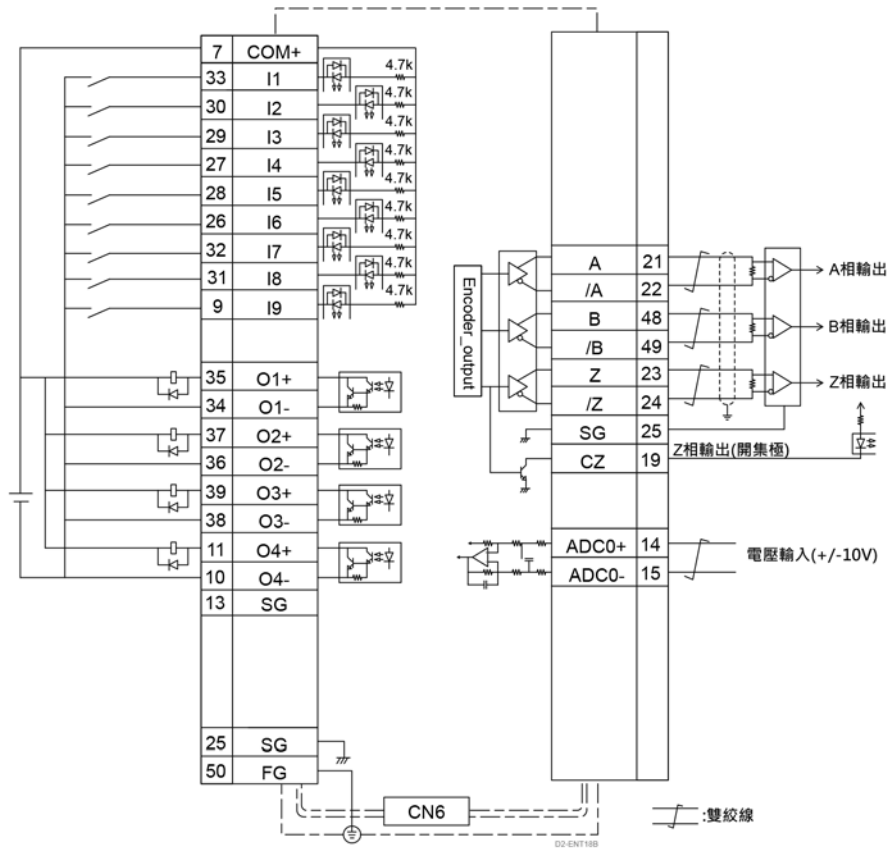 7 COM+
33 I1 4.7k
30 I2 4.7k
29 I3 4.7k
27 I4 4.7k
28 I5 4.7k
26 I6 4.7k
32 I7 4.7k
31 I8 4.7k
9 I9 4.7k
35 O1+
34 O1-
37 O2+
36 O2-
39 O3+
38 O3-
11 O4+
10 O4-
13 SG
25 SG
50 FG
Encoder_output
A 21 A相輸出
/A 22
B 48 B相輸出
/B 49
Z 23 Z相輸出
/Z 24
SG 25
CZ 19 Z相輸出(開集極)
ADC0+ 14
ADC0- 15
電壓輸入(+/-10V)
CN6
:雙絞線
D2-ENT18B